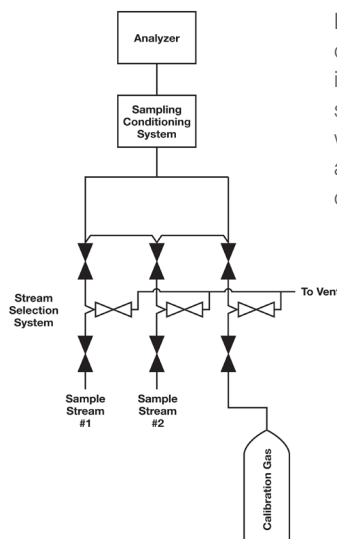 Analyzer
Sampling
Conditioning
System
Stream
Selection
System
To Vent
Sample
Stream
#1
Sample
Stream
#2
Calibration Gas